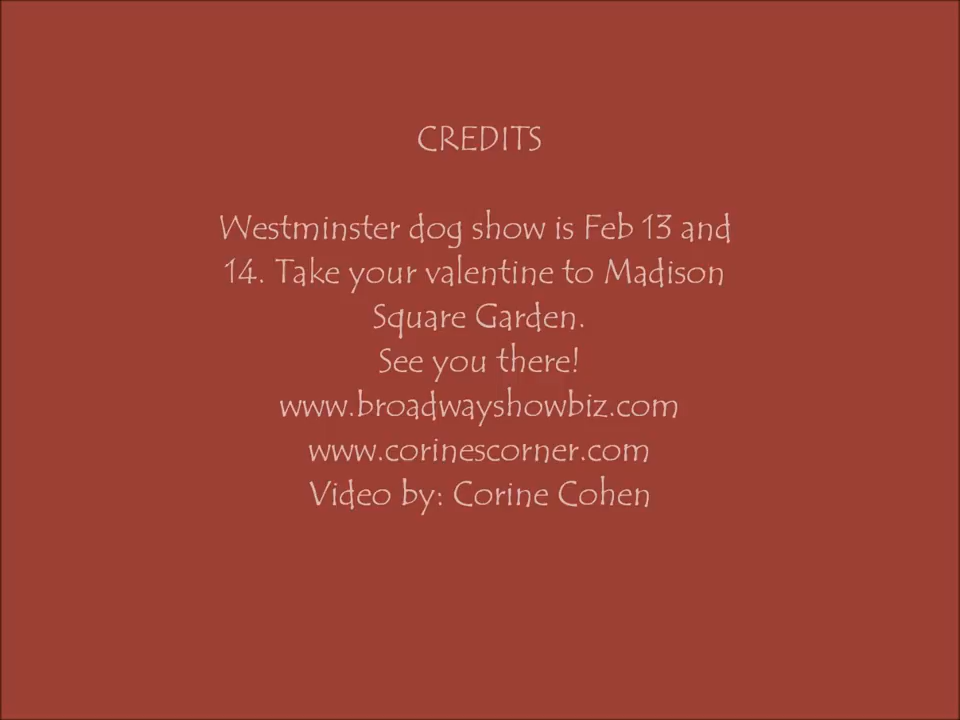 CREDITS
Westminster dog show is Feb 13 and
14. Take your valentine to Madison
Square Garden.
See you there!
www.broadwayshowbiz.com
www.corinescorner.com
Video by: Corine Cohen